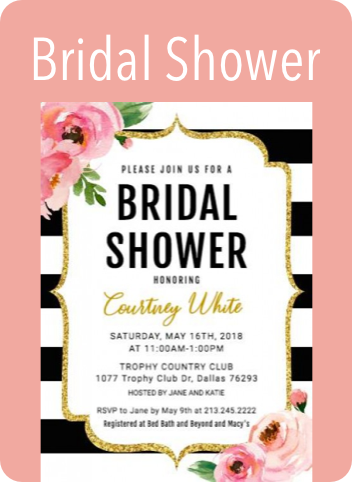 Bridal Shower
PLEASE JOIN US FOR A
BRIDAL
SHOWER
HONORING
Courtney White
SATURDAY, MAY 16TH, 2018
AT 11:00AM-1:00PM
TROPHY COUNTRY CLUB
1077 Trophy Club Dr, Dallas 76293
HOSTED BY JANE AND KATIE
RSVP to Jane by May 9th at 213.245.2222
Registered at Bed Bath and Beyond and Macy's